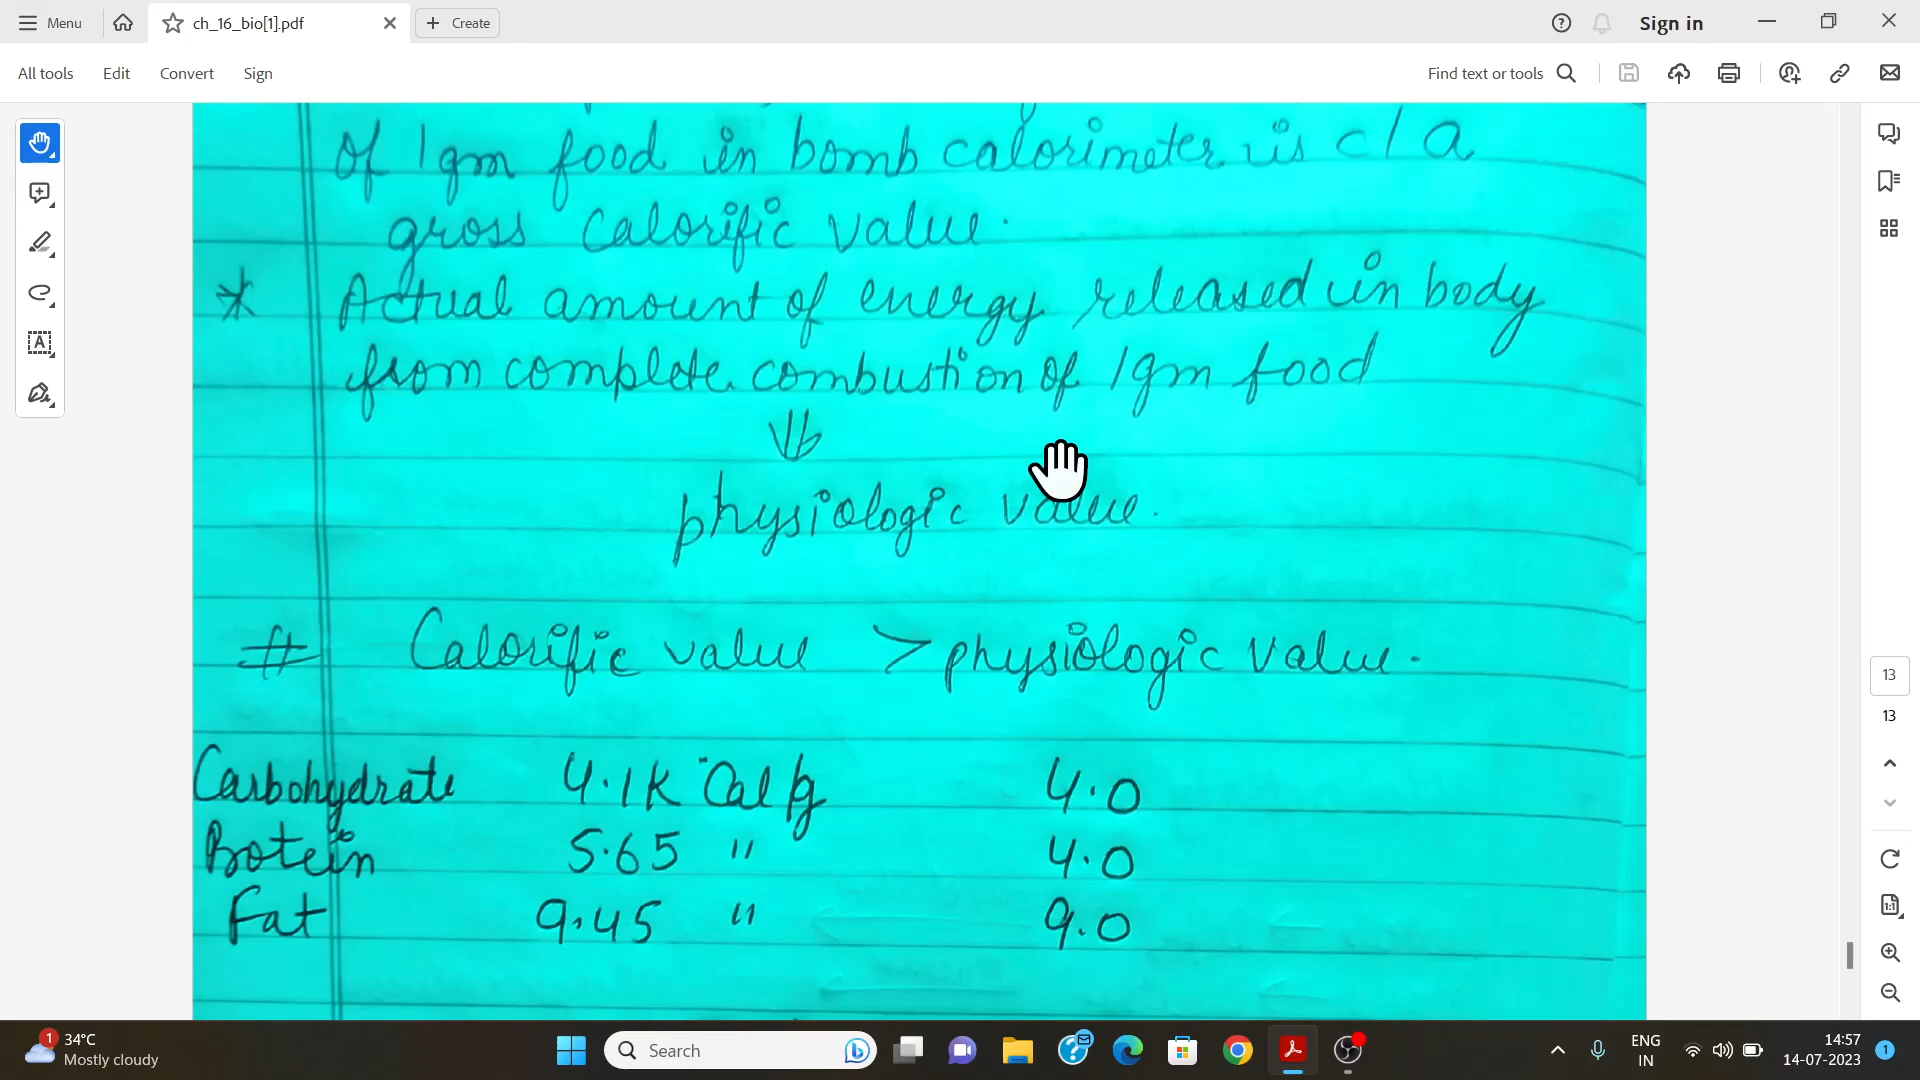 Menu
ch_16_bio[1].pdf
Create
Sign in
All tools
Edit
Convert
Sign
Find text or tools
of 1gm food in bomb calorimeter is c/a
gross calorific value.
* Actual amount of energy released in body
from complete combustion of 1gm food
⇓
physiologic value.
# Calorific value > physiologic value.
Carbohydrate 4.1K Cal/g 4.0
Protein 5.65 " 4.0
Fat 9.45 " 9.0
13
13
1
34°C
Mostly cloudy
Search
ENG
IN
14:57
14-07-2023
1